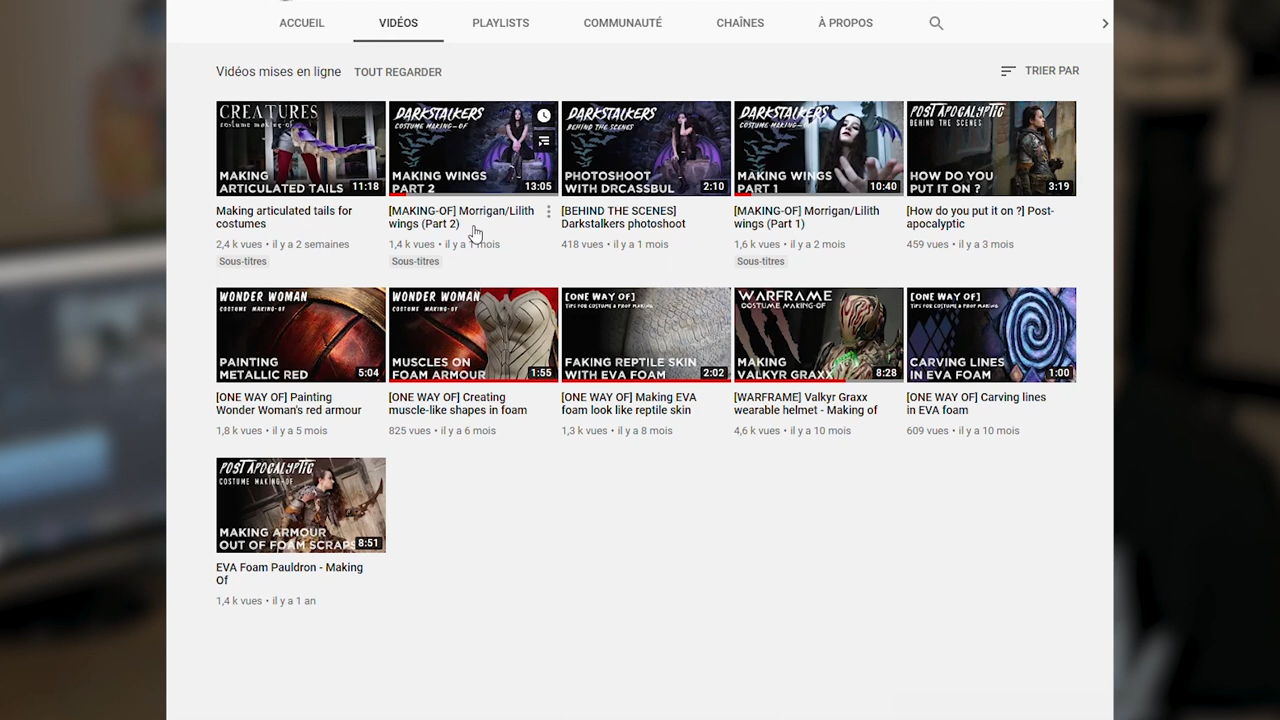 ACCUEIL
VIDÉOS
PLAYLISTS
COMMUNAUTÉ
CHAÎNES
À PROPOS
Vidéos mises en ligne
TOUT REGARDER
TRIER PAR
CREATURES
costume making-of
MAKING
ARTICULATED TAILS
11:18
DARKSTALKERS
COSTUME MAKING-OF
MAKING WINGS
PART 2
13:05
DARKSTALKERS
BEHIND THE SCENES
PHOTOSHOOT
WITH DRCASSBUL
2:10
DARKSTALKERS
COSTUME MAKING-OF
MAKING WINGS
PART 1
10:40
POST APOCALYPTIC
BEHIND THE SCENES
HOW DO YOU
PUT IT ON ?
3:19
Making articulated tails for
costumes
2,4 k vues • il y a 2 semaines
Sous-titres
[MAKING-OF] Morrigan/Lilith
wings (Part 2)
1,4 k vues • il y a 1 mois
Sous-titres
[BEHIND THE SCENES]
Darkstalkers photoshoot
418 vues • il y a 1 mois
[MAKING-OF] Morrigan/Lilith
wings (Part 1)
1,6 k vues • il y a 2 mois
Sous-titres
[How do you put it on ?] Post-
apocalyptic
459 vues • il y a 3 mois
WONDER WOMAN
COSTUME MAKING-OF
PAINTING
METALLIC RED
5:04
WONDER WOMAN
COSTUME MAKING-OF
MUSCLES ON
FOAM ARMOUR
1:55
[ONE WAY OF]
TIPS FOR COSTUME & PROP MAKING
FAKING REPTILE SKIN
WITH EVA FOAM
2:02
WARFRAME
COSTUME MAKING-OF
MAKING
VALKYR GRAXX
8:28
[ONE WAY OF]
TIPS FOR COSTUME & PROP MAKING
CARVING LINES
IN EVA FOAM
1:00
[ONE WAY OF] Painting
Wonder Woman's red armour
1,8 k vues • il y a 5 mois
[ONE WAY OF] Creating
muscle-like shapes in foam
825 vues • il y a 6 mois
[ONE WAY OF] Making EVA
foam look like reptile skin
1,3 k vues • il y a 8 mois
[WARFRAME] Valkyr Graxx
wearable helmet - Making of
4,6 k vues • il y a 10 mois
[ONE WAY OF] Carving lines
in EVA foam
609 vues • il y a 10 mois
POST APOCALYPTIC
COSTUME MAKING-OF
MAKING ARMOUR
OUT OF FOAM SCRAPS
8:51
EVA Foam Pauldron - Making
Of
1,4 k vues • il y a 1 an